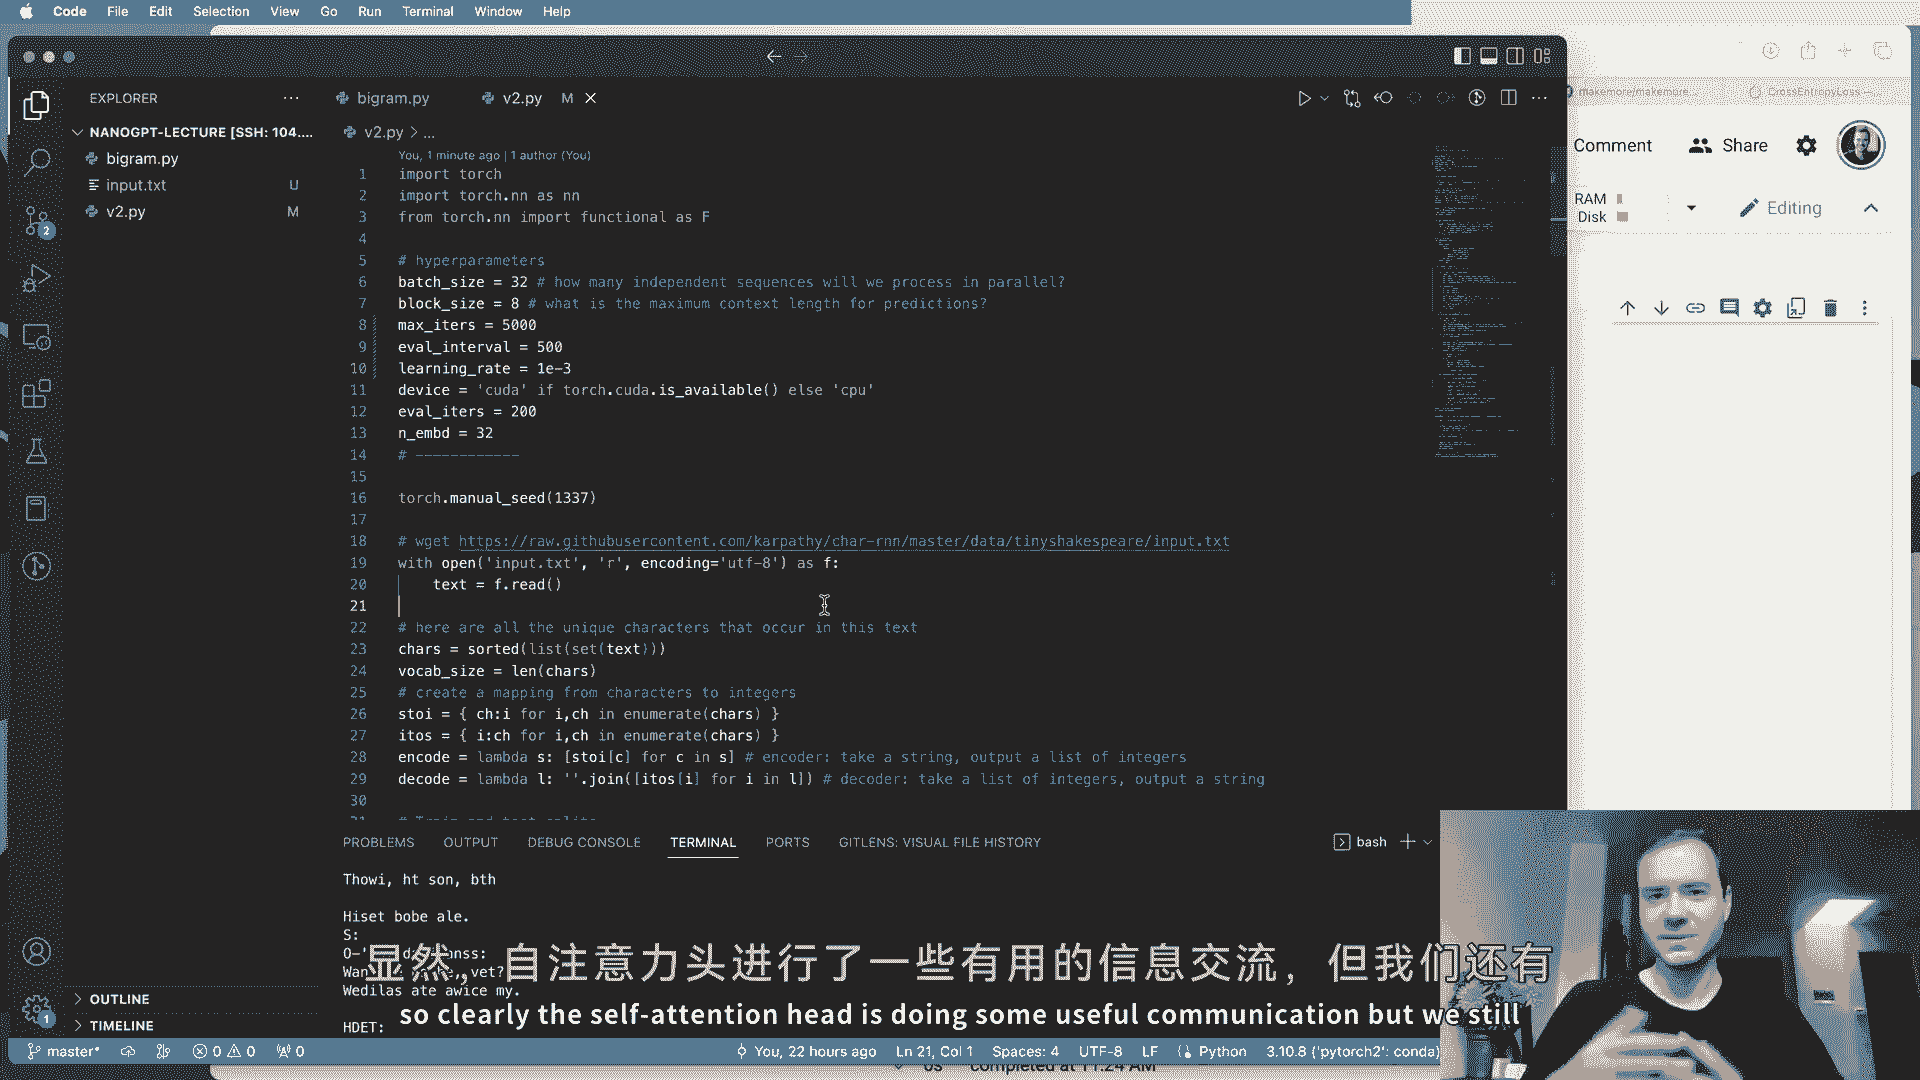 Code File Edit Selection View Go Run Terminal Window Help
EXPLORER
bigram.py
v2.py M
NANOGPT-LECTURE [SSH: 104....
v2.py > ...
bigram.py
input.txt U
v2.py M
You, 1 minute ago | 1 author (You)
1 import torch
2 import torch.nn as nn
3 from torch.nn import functional as F
4
5 # hyperparameters
6 batch_size = 32 # how many independent sequences will we process in parallel?
7 block_size = 8 # what is the maximum context length for predictions?
8 max_iters = 5000
9 eval_interval = 500
10 learning_rate = 1e-3
11 device = 'cuda' if torch.cuda.is_available() else 'cpu'
12 eval_iters = 200
13 n_embd = 32
14 # ------------
15
16 torch.manual_seed(1337)
17
18 # wget https://raw.githubusercontent.com/karpathy/char-rnn/master/data/tinyshakespeare/input.txt
19 with open('input.txt', 'r', encoding='utf-8') as f:
20 text = f.read()
21
22 # here are all the unique characters that occur in this text
23 chars = sorted(list(set(text)))
24 vocab_size = len(chars)
25 # create a mapping from characters to integers
26 stoi = { ch:i for i,ch in enumerate(chars) }
27 itos = { i:ch for i,ch in enumerate(chars) }
28 encode = lambda s: [stoi[c] for c in s] # encoder: take a string, output a list of integers
29 decode = lambda l: ''.join([itos[i] for i in l]) # decoder: take a list of integers, output a string
30
makemore/makemore... CrossEntropyLoss —...
Comment Share
RAM
Disk
Editing
2
PROBLEMS OUTPUT DEBUG CONSOLE TERMINAL PORTS GITLENS: VISUAL FILE HISTORY
bash
Thowi, ht son, bth
Hiset bobe ale.
S:
Wedilas ate awice my.
HDET:
显然，自注意力头进行了一些有用的信息交流，但我们还有
so clearly the self-attention head is doing some useful communication but we still
OUTLINE
TIMELINE
1
master* 0 0 0 You, 22 hours ago Ln 21, Col 1 Spaces: 4 UTF-8 LF Python 3.10.8 ('pytorch2': conda)
0s completed at 11:24 AM